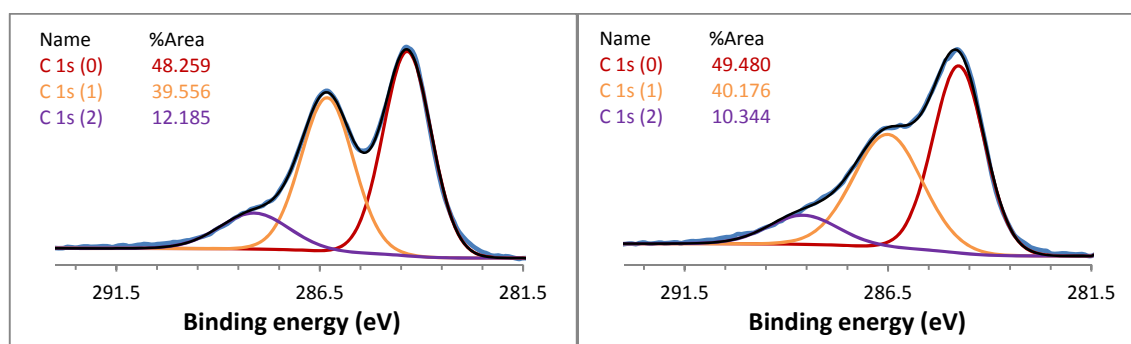 Name %Area
C 1s (0) 48.259
C 1s (1) 39.556
C 1s (2) 12.185
291.5 286.5 281.5
Binding energy (eV)
Name %Area
C 1s (0) 49.480
C 1s (1) 40.176
C 1s (2) 10.344
291.5 286.5 281.5
Binding energy (eV)